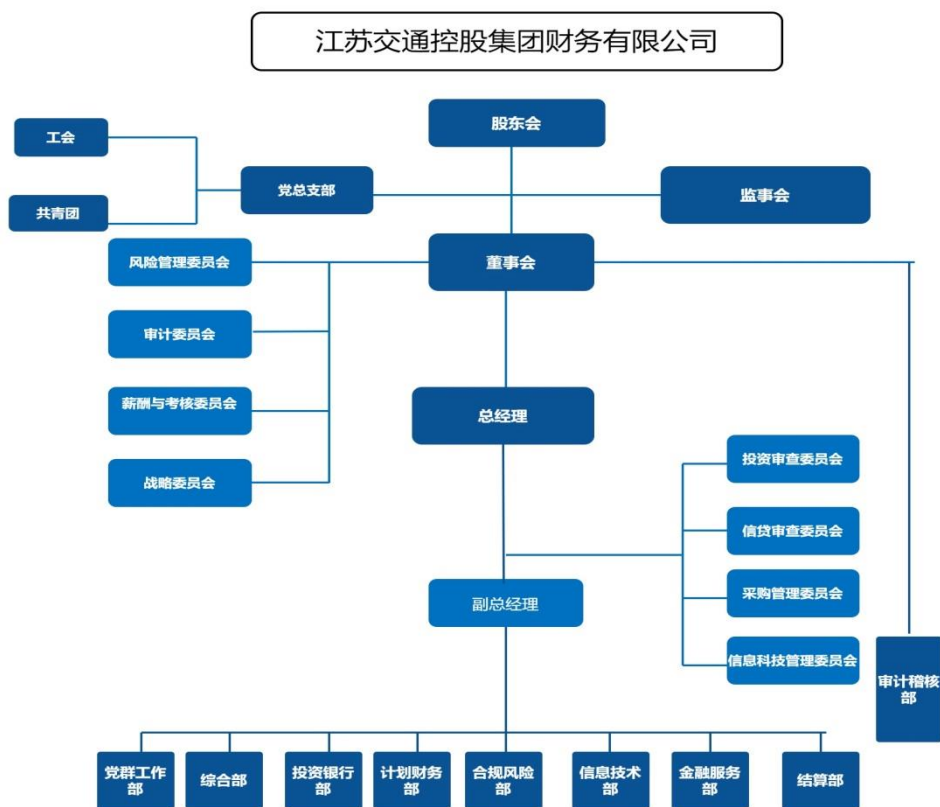 江苏交通控股集团财务有限公司
股东会
工会
党总支部
监事会
共青团
董事会
风险管理委员会
审计委员会
薪酬与考核委员会
总经理
战略委员会
投资审查委员会
信贷审查委员会
副总经理
采购管理委员会
信息科技管理委员会
审计稽核
部
党群工作
部
综合部
投资银行
部
计划财务
部
合规风险
部
信息技术
部
金融服务
部
结算部